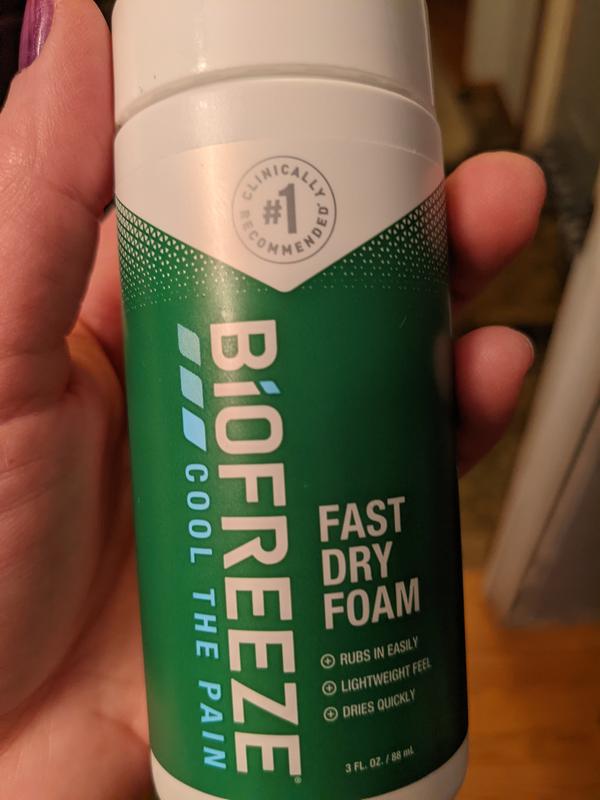 CLINICALLY
#1
RECOMMENDED
BIOFREEZE®
COOL THE PAIN
FAST
DRY
FOAM
RUBS IN EASILY
LIGHTWEIGHT FEEL
DRIES QUICKLY
3 FL. OZ. / 88 mL